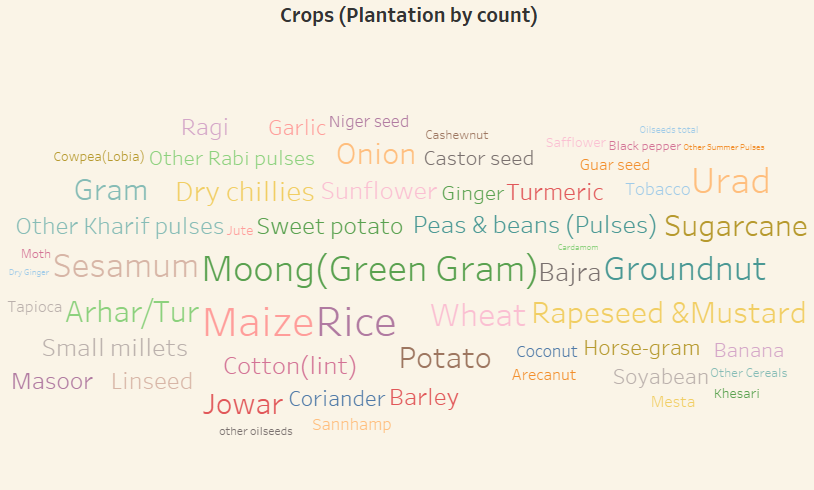 Crops (Plantation by count)
Ragi
Garlic
Niger seed
Cashewnut
Oilseeds total
Cowpea(Lobia)
Other Rabi pulses
Onion
Castor seed
Safflower
Black pepper
Other Summer Pulses
Guar seed
Gram
Dry chillies
Sunflower
Ginger
Turmeric
Tobacco
Urad
Other Kharif pulses
Jute
Sweet potato
Peas & beans (Pulses)
Sugarcane
Moth
Cardamom
Dry Ginger
Sesamum
Moong(Green Gram)
Bajra
Groundnut
Tapioca
Arhar/Tur
Maize
Rice
Wheat
Rapeseed &Mustard
Small millets
Cotton(lint)
Potato
Coconut
Horse-gram
Banana
Masoor
Linseed
Arecanut
Soyabean
Other Cereals
Jowar
Coriander
Barley
Mesta
Khesari
other oilseeds
Sannhamp